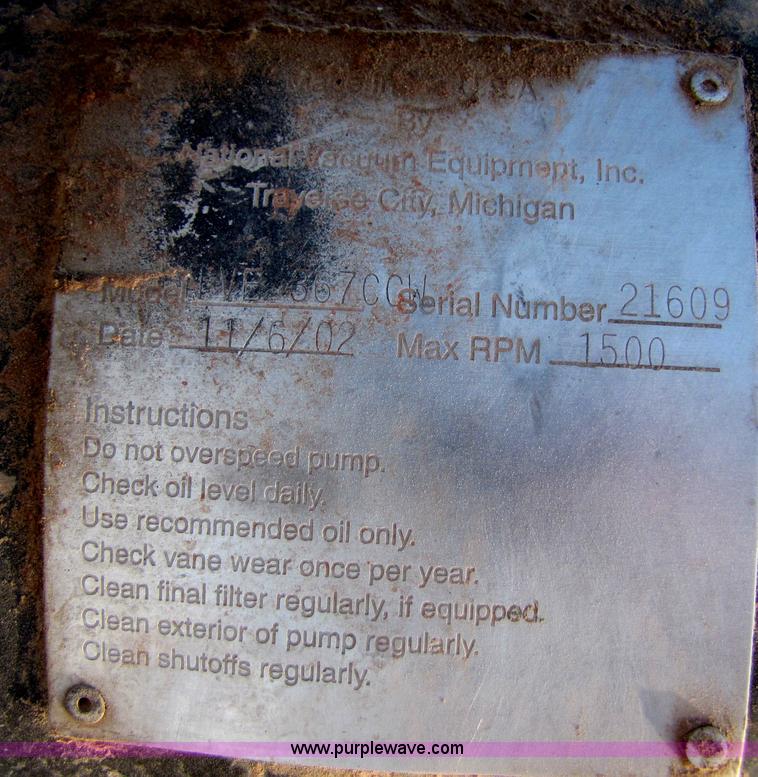 U.S.A.
By
National Vacuum Equipment, Inc.
Traverse City, Michigan
Model 367CCW Serial Number 21609
Date 11/6/02 Max RPM 1500
Instructions
Do not overspeed pump.
Check oil level daily.
Use recommended oil only.
Check vane wear once per year.
Clean final filter regularly, if equipped.
Clean exterior of pump regularly.
Clean shutoffs regularly.
www.purplewave.com